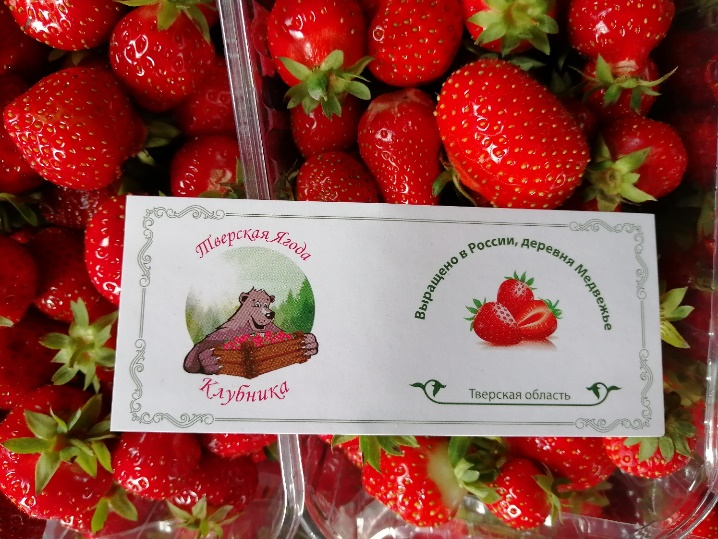 Тверская Ягода
Клубника
Выращено в России, деревня Медвежье
Тверская область